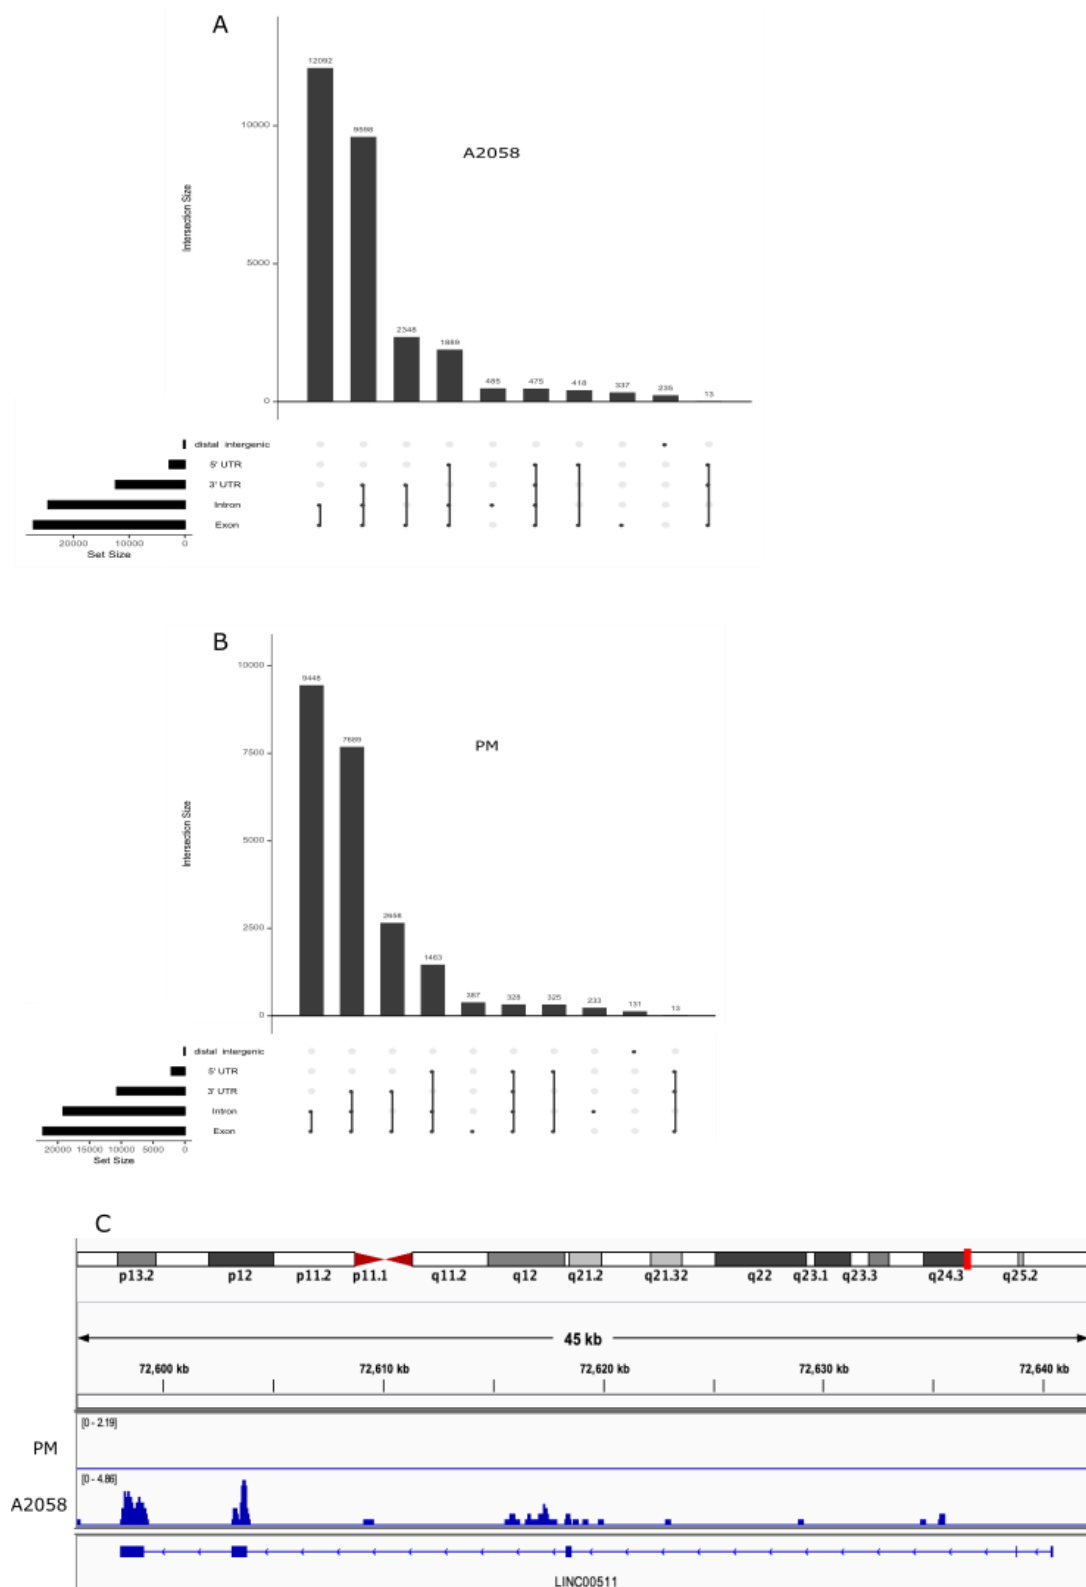 A
12092
9598
10000
A2058
Intersection Size
5000
2348
1889
485
475
418
337
235
13
0
distal intergenic
5' UTR
3' UTR
Intron
Exon
20000 10000 0
Set Size
B
10000
9448
7689
PM
7500
Intersection Size
5000
2658
2500
1463
387
328
325
233
131
13
0
distal intergenic
5' UTR
3' UTR
Intron
Exon
20000 15000 10000 5000 0
Set Size
C
p13.2 p12 p11.2 p11.1 q11.2 q12 q21.2 q21.32 q22 q23.1 q23.3 q24.3 q25.2
45 kb
72,600 kb 72,610 kb 72,620 kb 72,630 kb 72,640 kb
[0 - 2.19]
PM
[0 - 4.86]
A2058
LINC00511